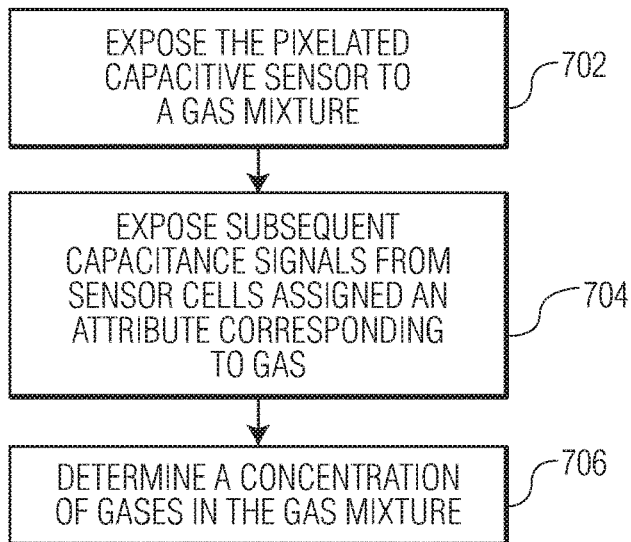 EXPOSE THE PIXELATED
CAPACITIVE SENSOR TO
A GAS MIXTURE
702
EXPOSE SUBSEQUENT
CAPACITANCE SIGNALS FROM
SENSOR CELLS ASSIGNED AN
ATTRIBUTE CORRESPONDING
TO GAS
704
DETERMINE A CONCENTRATION
OF GASES IN THE GAS MIXTURE
706